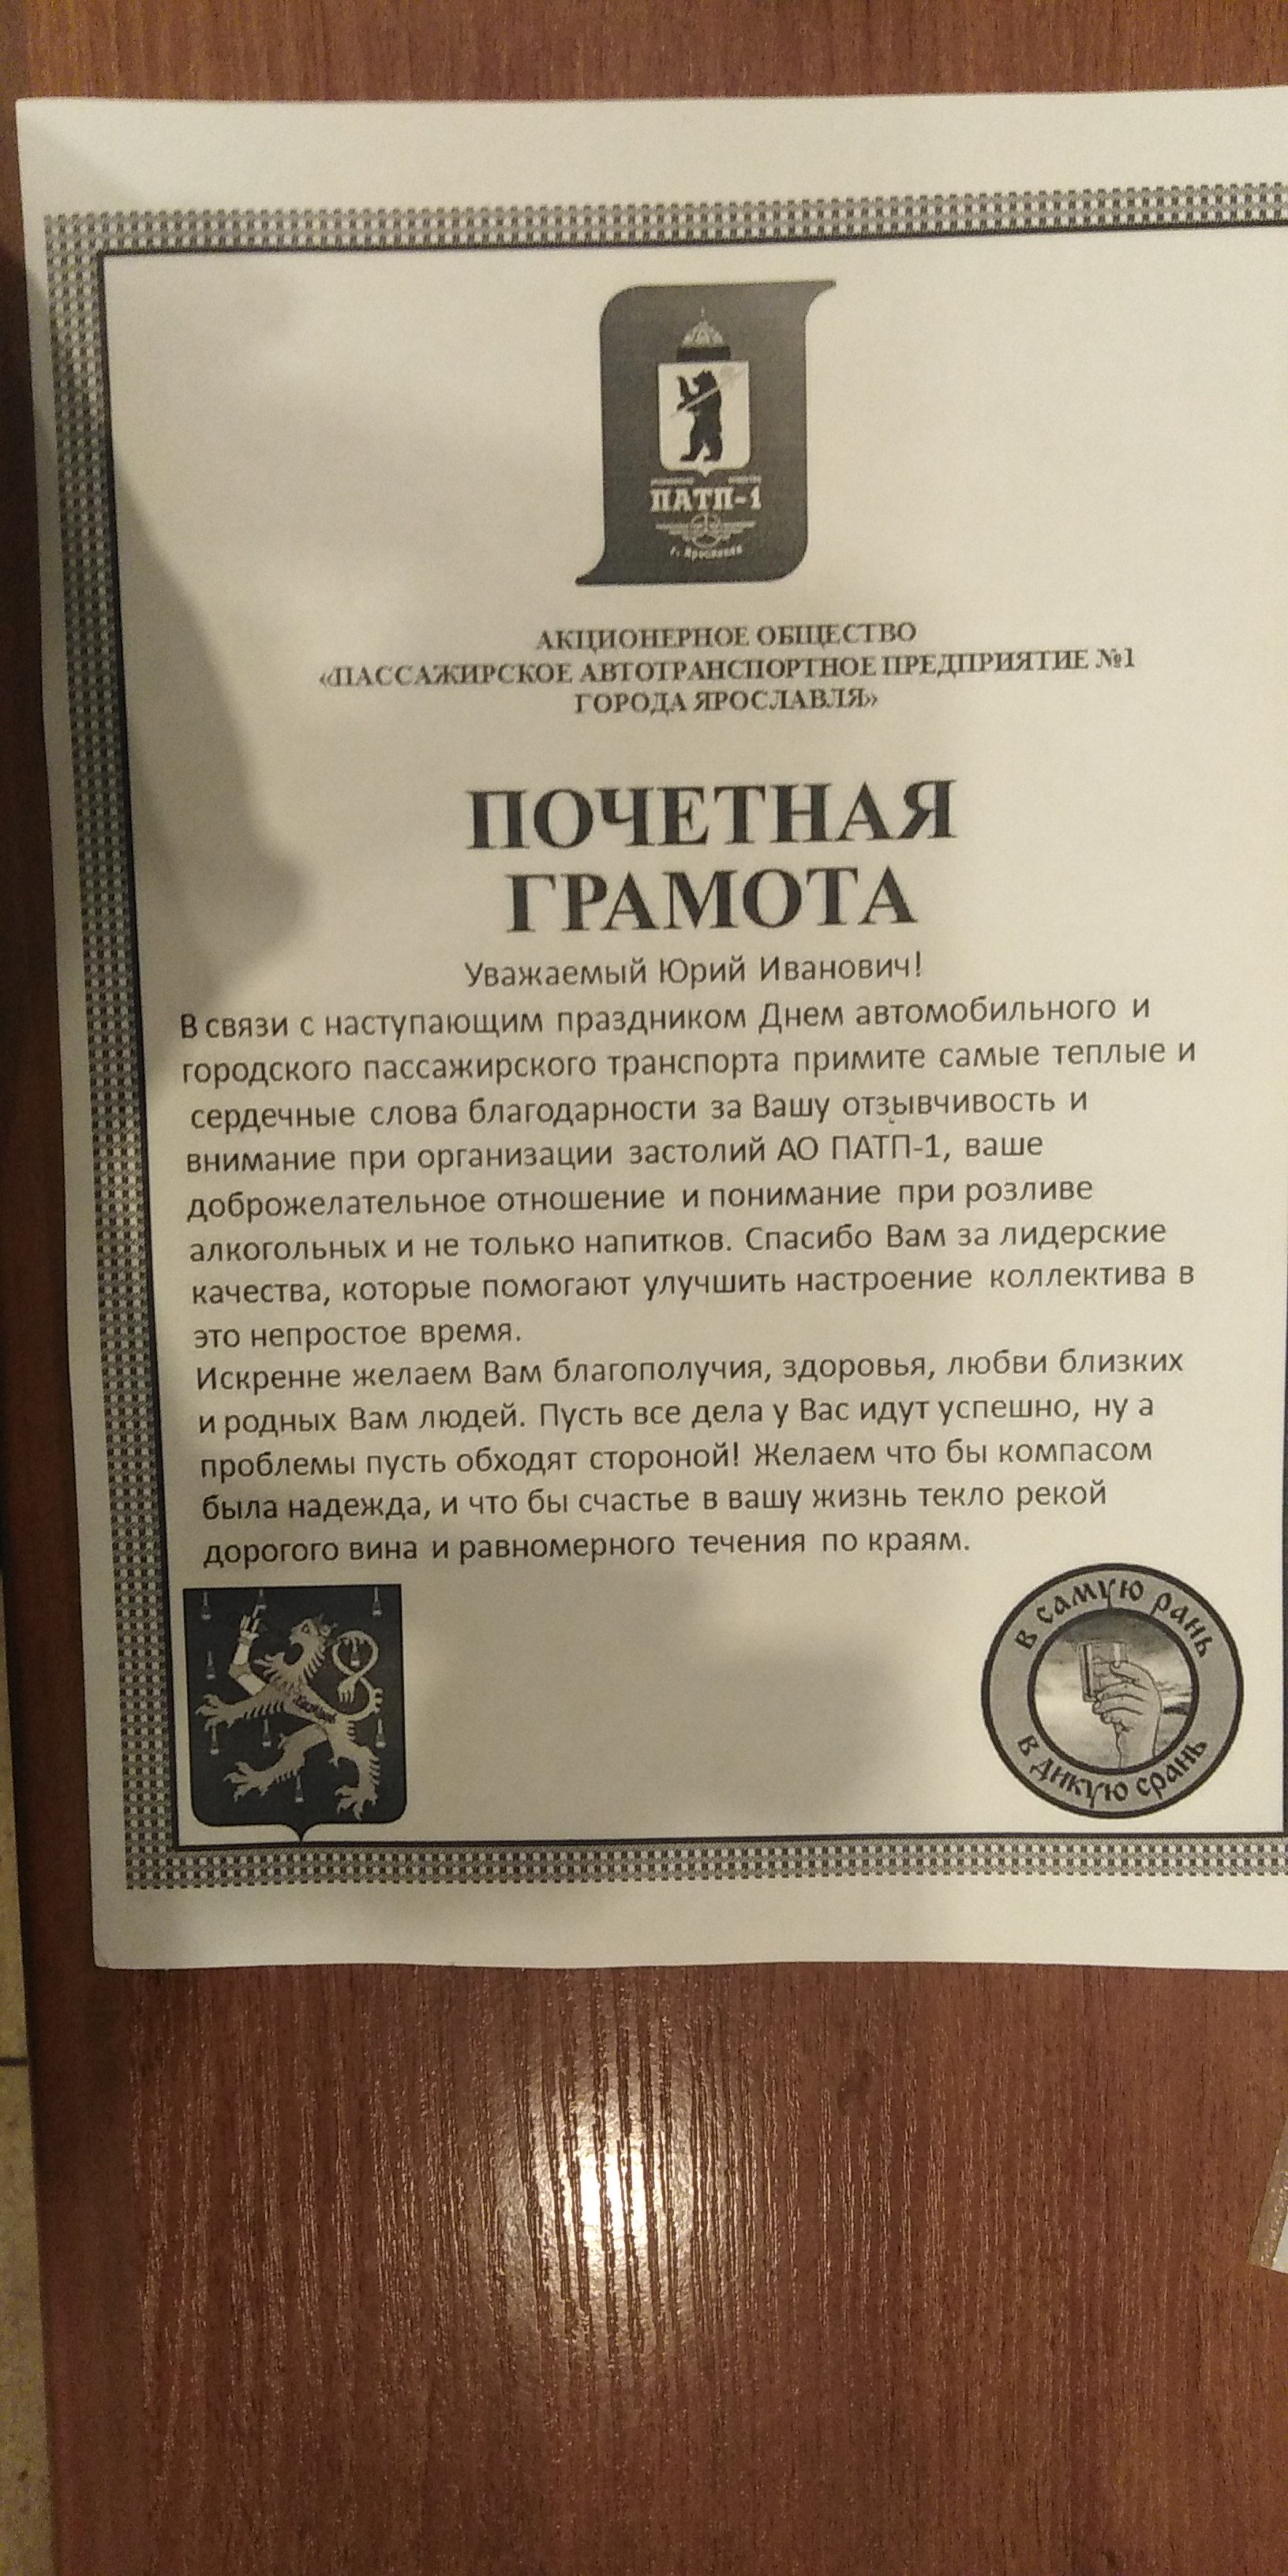 ПАТП-1
г. Ярославль
АКЦИОНЕРНОЕ ОБЩЕСТВО
«ПАССАЖИРСКОЕ АВТОТРАНСПОРТНОЕ ПРЕДПРИЯТИЕ №1
ГОРОДА ЯРОСЛАВЛЯ»
ПОЧЕТНАЯ
ГРАМОТА
Уважаемый Юрий Иванович!
В связи с наступающим праздником Днем автомобильного и
городского пассажирского транспорта примите самые теплые и
сердечные слова благодарности за Вашу отзывчивость и
внимание при организации застолий АО ПАТП-1, ваше
доброжелательное отношение и понимание при розливе
алкогольных и не только напитков. Спасибо Вам за лидерские
качества, которые помогают улучшить настроение коллектива в
это непростое время.
Искренне желаем Вам благополучия, здоровья, любви близких
и родных Вам людей. Пусть все дела у Вас идут успешно, ну а
проблемы пусть обходят стороной! Желаем что бы компасом
была надежда, и что бы счастье в вашу жизнь текло рекой
дорогого вина и равномерного течения по краям.
В самую рань
В дикую срань